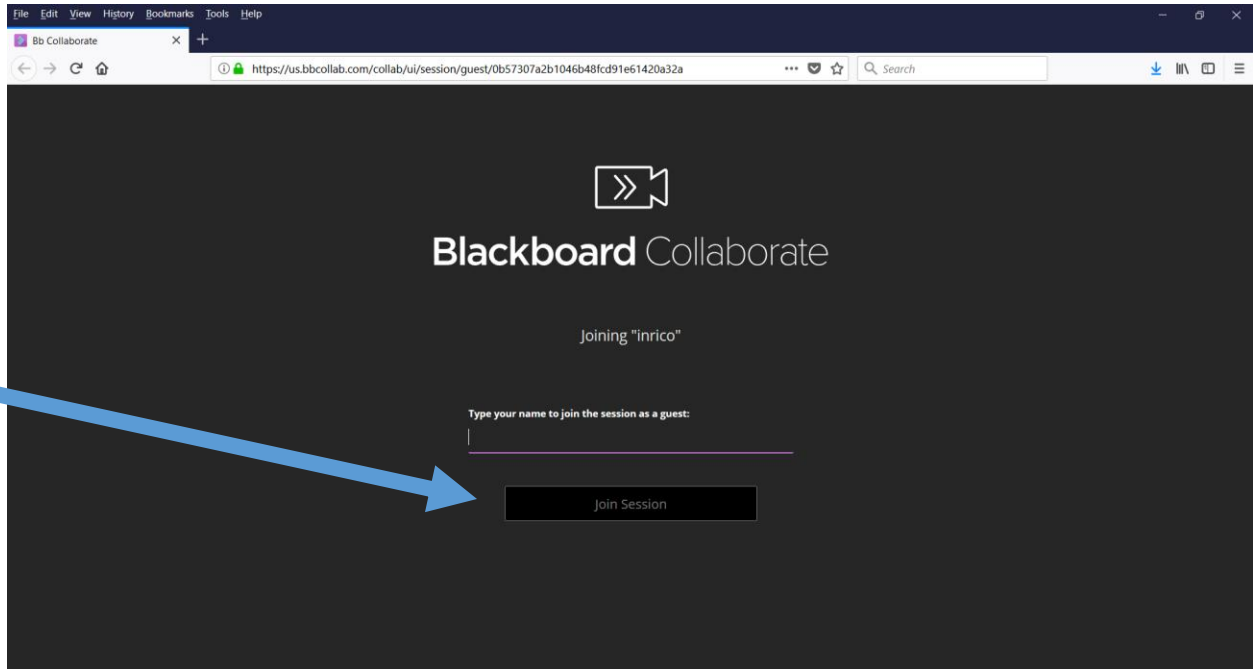 File Edit View History Bookmarks Tools Help
Bb Collaborate
https://us.bbcollab.com/collab/ui/session/guest/0b57307a2b1046b48fcd91e61420a32a
Search
Blackboard Collaborate
Joining "inrico"
Type your name to join the session as a guest:
Join Session